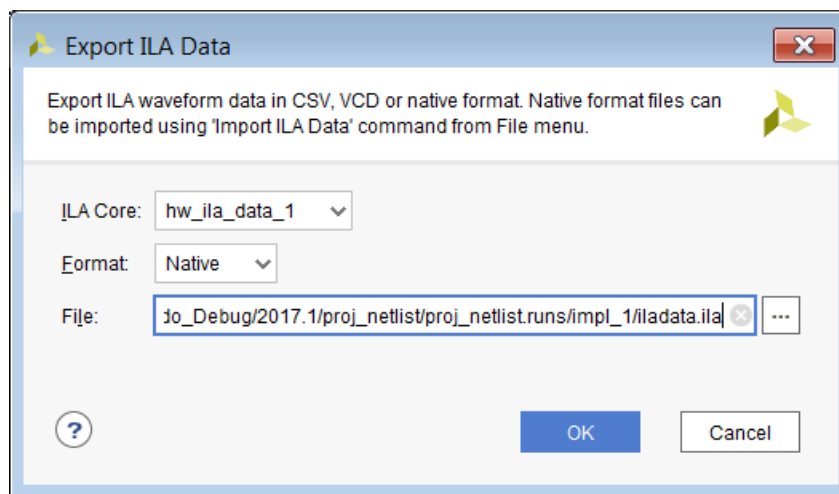 Export ILA Data
Export ILA waveform data in CSV, VCD or native format. Native format files can
be imported using 'Import ILA Data' command from File menu.
ILA Core: hw_ila_data_1
Format: Native
File: do_Debug/2017.1/proj_netlist/proj_netlist.runs/impl_1/iladata.ila ...
? OK Cancel